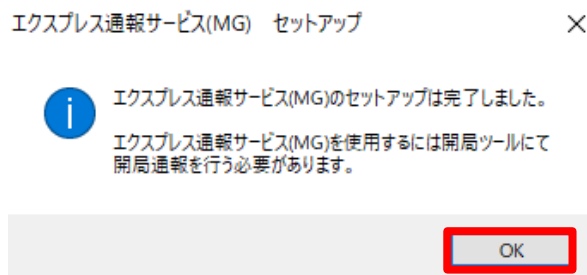 エクスプレス通報サービス(MG)　セットアップ
エクスプレス通報サービス(MG)のセットアップは完了しました。
エクスプレス通報サービス(MG)を使用するには開局ツールにて
開局通報を行う必要があります。
OK